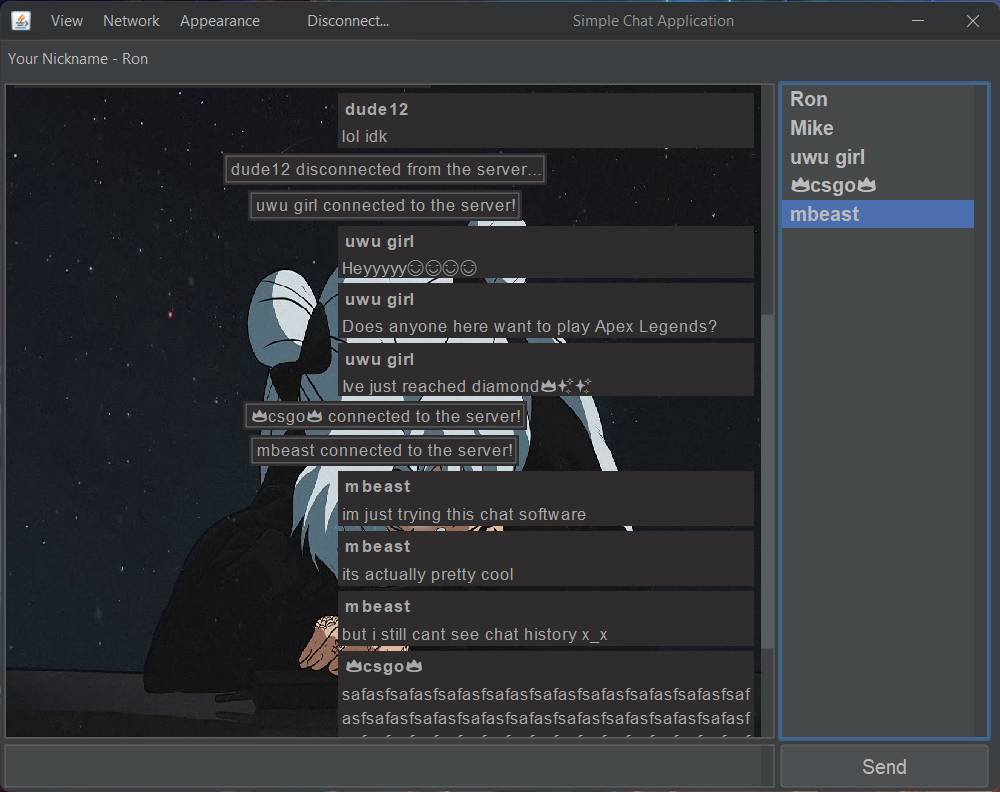 View Network Appearance Disconnect... Simple Chat Application
Your Nickname - Ron
dude12
lol idk
dude12 disconnected from the server...
uwu girl connected to the server!
uwu girl
Heyyyyy☺☺☺☺
uwu girl
Does anyone here want to play Apex Legends?
uwu girl
Ive just reached diamond👑✨✨
👑csgo👑 connected to the server!
mbeast connected to the server!
mbeast
im just trying this chat software
mbeast
its actually pretty cool
mbeast
but i still cant see chat history x_x
👑csgo👑
safasfsafasfsafasfsafasfsafasfsafasfsafasfsafasfsaf
asfsafasfsafasfsafasfsafasfsafasfsafasfsafasfsafasf
Ron
Mike
uwu girl
👑csgo👑
mbeast
Send